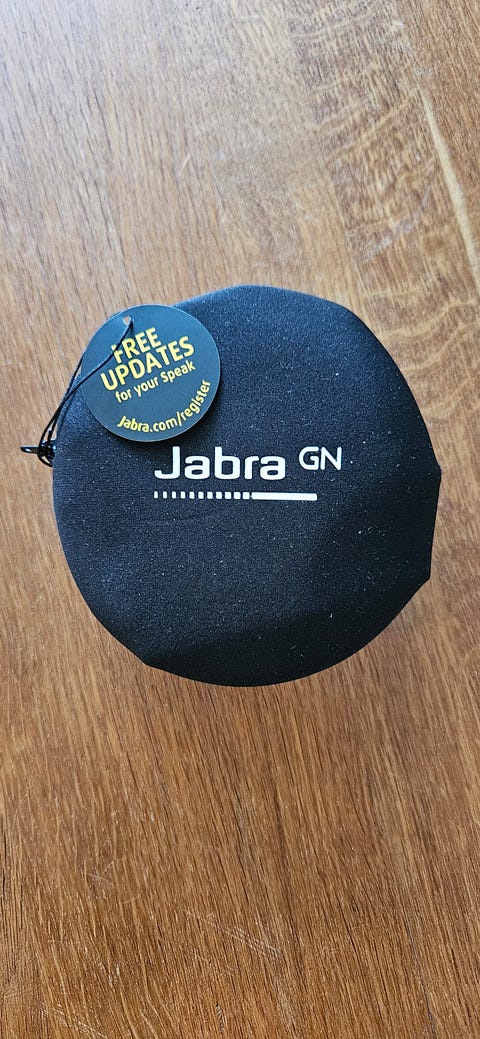 FREE
UPDATES
for your Speak
Jabra.com/register
Jabra GN